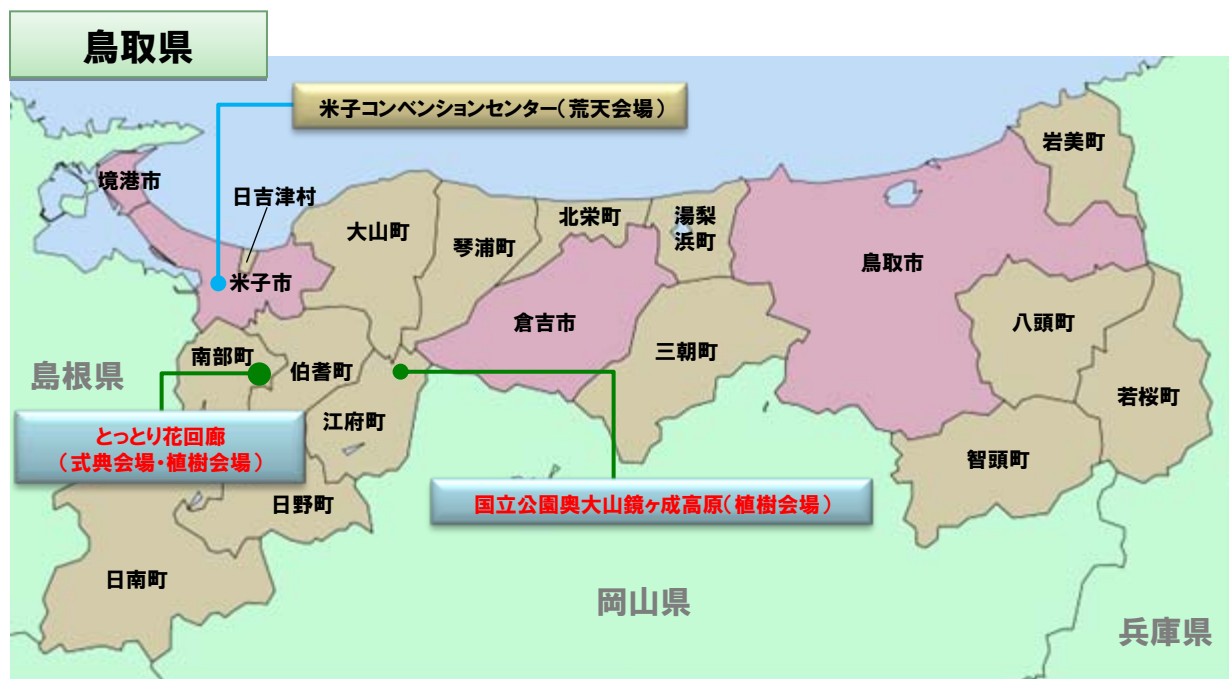 鳥取県
米子コンベンションセンター（荒天会場）
岩美町
境港市
日吉津村
大山町
琴浦町
北栄町
湯梨
浜町
鳥取市
米子市
倉吉市
三朝町
八頭町
南部町
伯耆町
島根県
若桜町
江府町
とっとり花回廊
（式典会場・植樹会場）
智頭町
日野町
国立公園奥大山鏡ヶ成高原（植樹会場）
日南町
岡山県
兵庫県